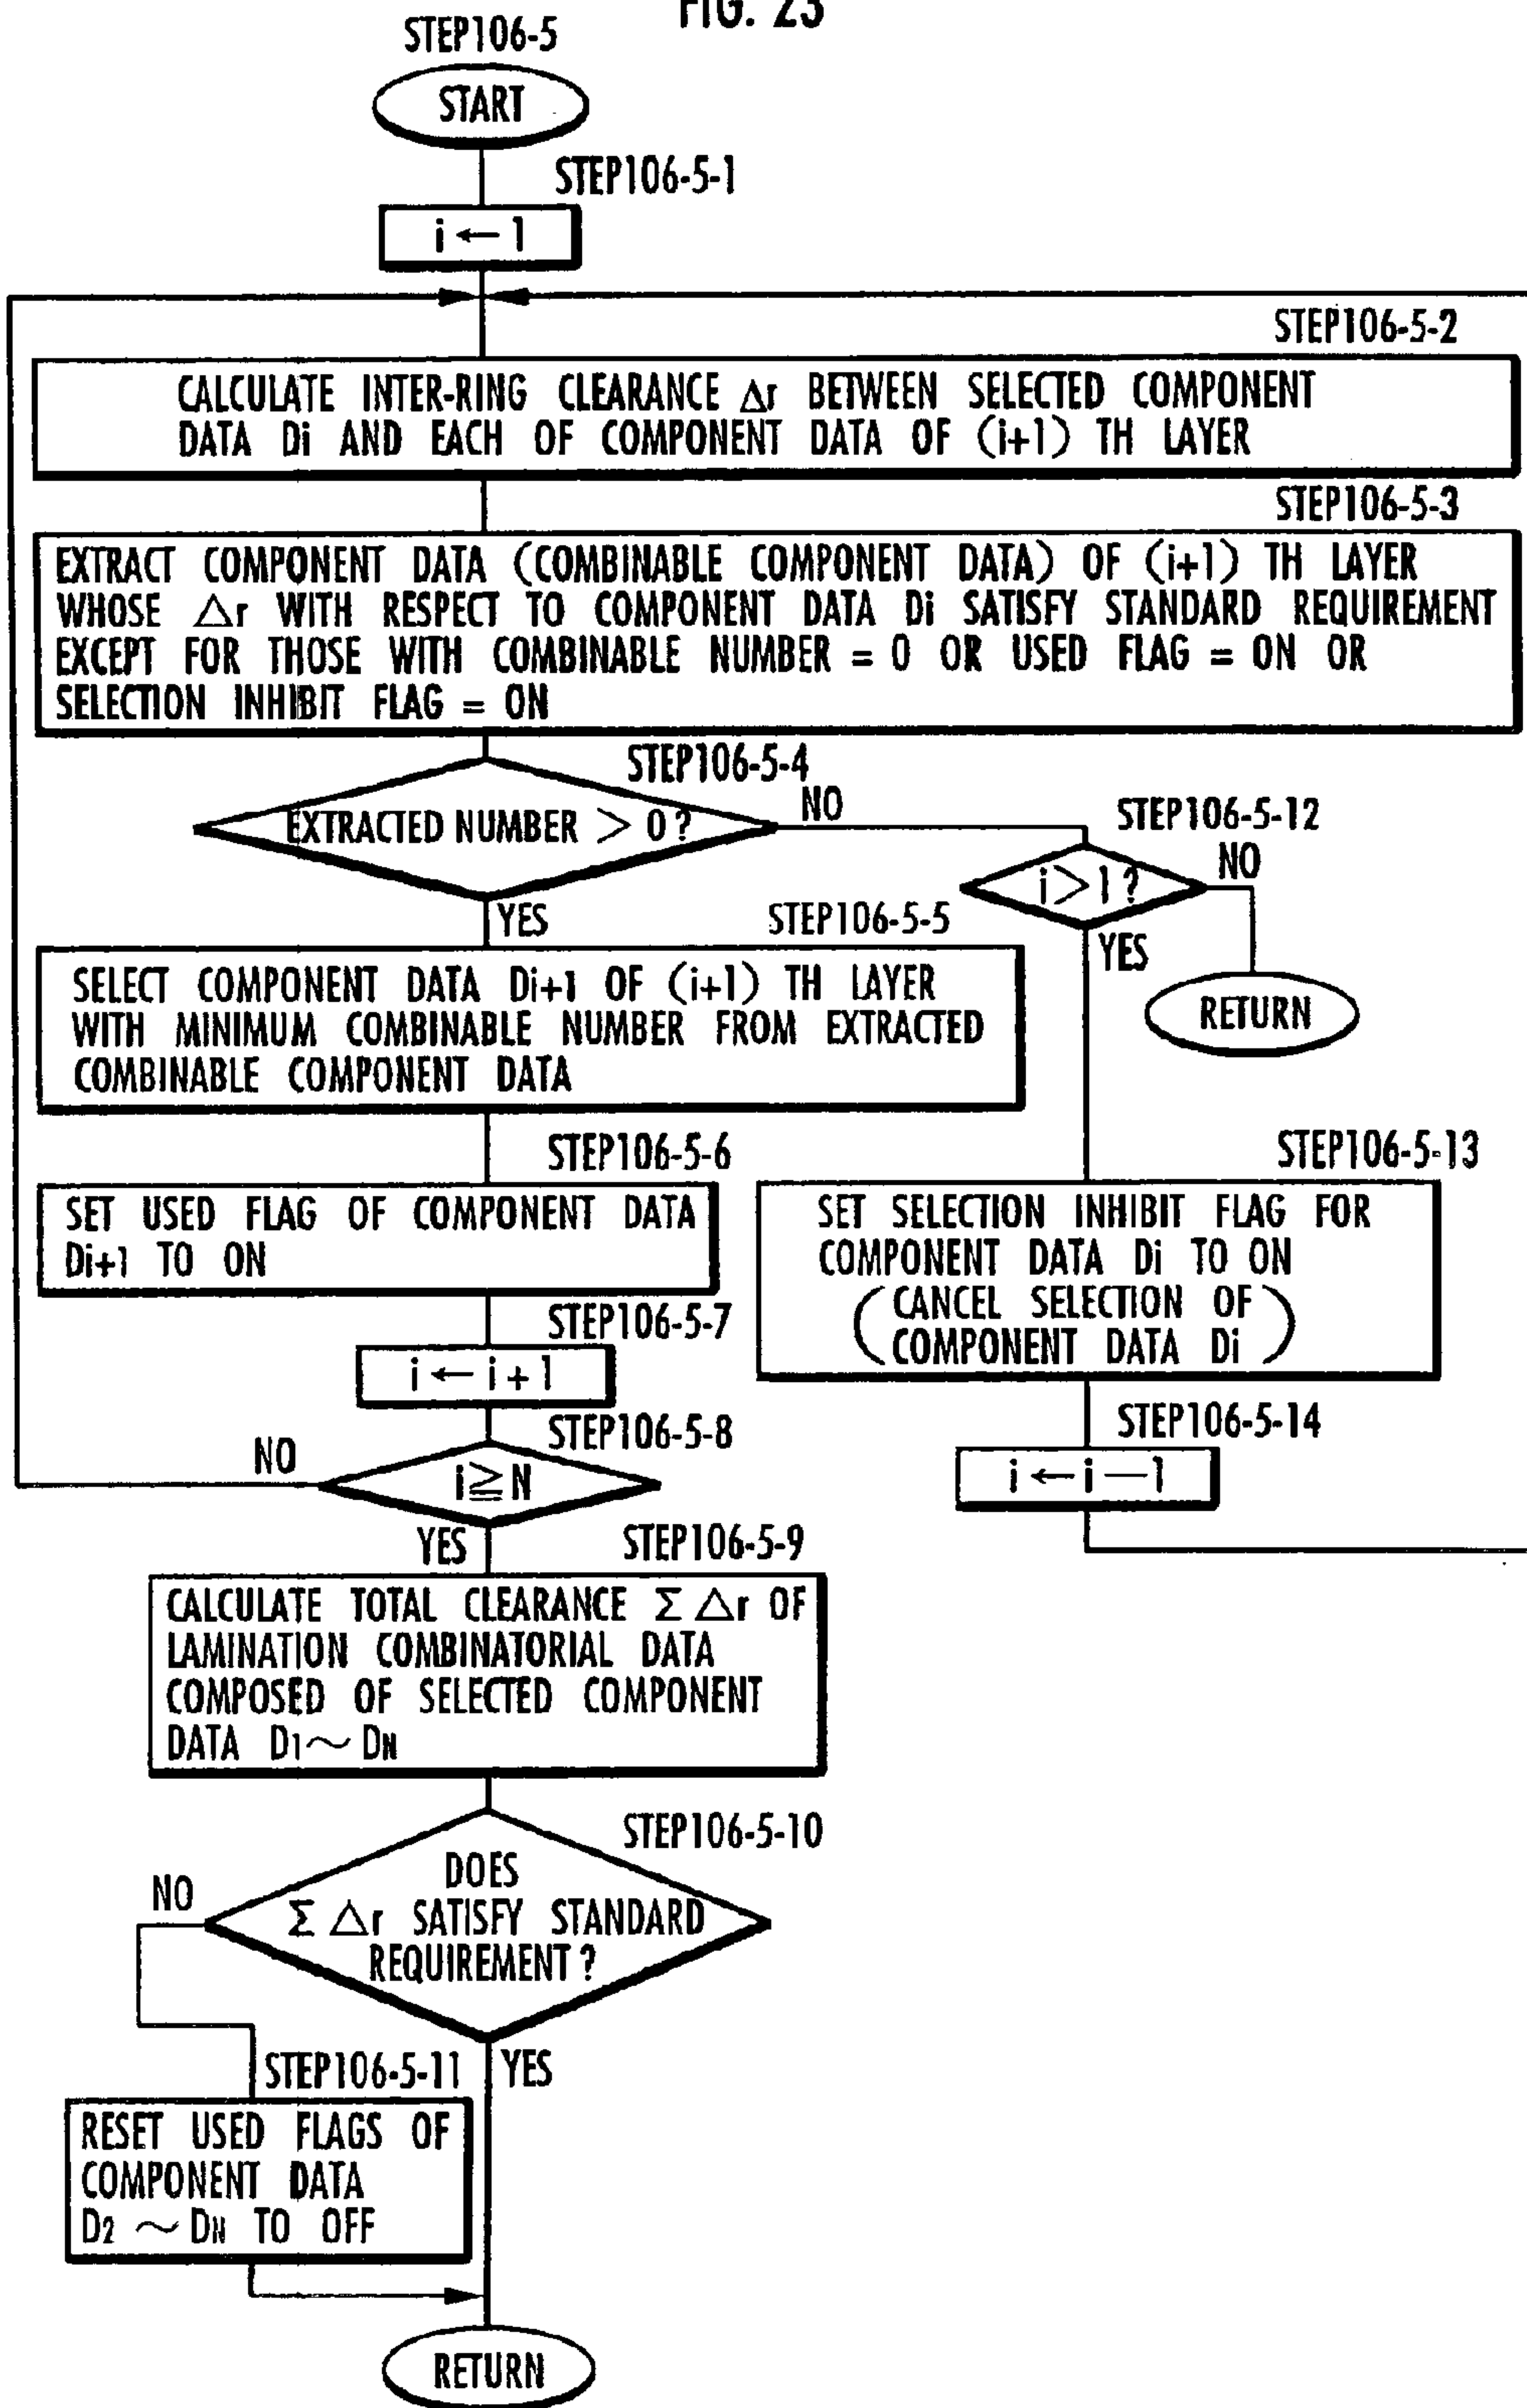 FIG. 23
STEP106-5
START
STEP106-5-1
i ← 1
STEP106-5-2
CALCULATE INTER-RING CLEARANCE Δr BETWEEN SELECTED COMPONENT
DATA Di AND EACH OF COMPONENT DATA OF (i+1) TH LAYER
STEP106-5-3
EXTRACT COMPONENT DATA (COMBINABLE COMPONENT DATA) OF (i+1) TH LAYER
WHOSE △r WITH RESPECT TO COMPONENT DATA Di SATISFY STANDARD REQUIREMENT
EXCEPT FOR THOSE WITH COMBINABLE NUMBER = 0 OR USED FLAG = ON OR
SELECTION INHIBIT FLAG = ON
STEP106-5-4
EXTRACTED NUMBER > 0?
NO
YES
STEP106-5-12
i > 1?
NO
YES
RETURN
STEP106-5-5
SELECT COMPONENT DATA Di+1 OF (i+1) TH LAYER
WITH MINIMUM COMBINABLE NUMBER FROM EXTRACTED
COMBINABLE COMPONENT DATA
STEP106-5-6
SET USED FLAG OF COMPONENT DATA
Di+1 TO ON
STEP106-5-13
SET SELECTION INHIBIT FLAG FOR
COMPONENT DATA Di TO ON
(CANCEL SELECTION OF
COMPONENT DATA Di)
STEP106-5-7
i ← i + 1
STEP106-5-14
i ← i — 1
STEP106-5-8
i ≧ N
NO
YES
STEP106-5-9
CALCULATE TOTAL CLEARANCE Σ △r OF
LAMINATION COMBINATORIAL DATA
COMPOSED OF SELECTED COMPONENT
DATA D1～DN
STEP106-5-10
DOES
Σ △r SATISFY STANDARD
REQUIREMENT?
NO
YES
STEP106-5-11
RESET USED FLAGS OF
COMPONENT DATA
D2 ～DN TO OFF
RETURN